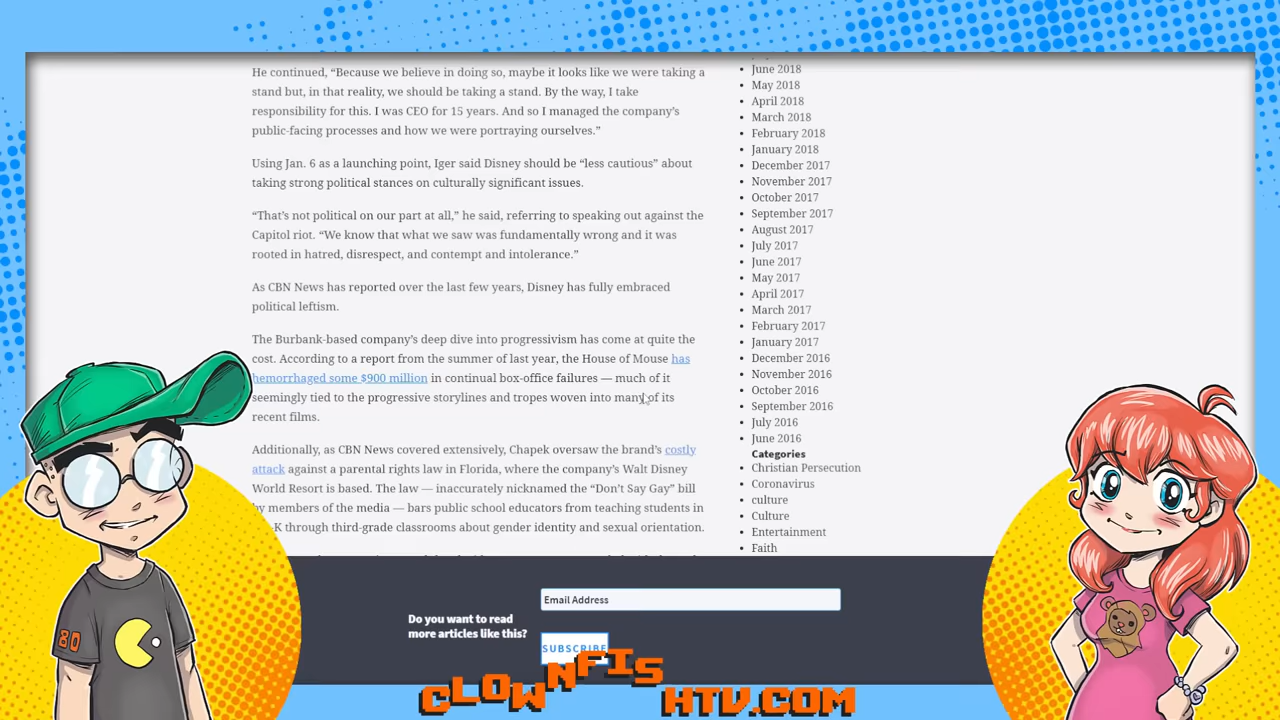 He continued, “Because we believe in doing so, maybe it looks like we were taking a
stand but, in that reality, we should be taking a stand. By the way, I take
responsibility for this. I was CEO for 15 years. And so I managed the company’s
public-facing processes and how we were portraying ourselves.”
Using Jan. 6 as a launching point, Iger said Disney should be “less cautious” about
taking strong political stances on culturally significant issues.
“That’s not political on our part at all,” he said, referring to speaking out against the
Capitol riot. “We know that what we saw was fundamentally wrong and it was
rooted in hatred, disrespect, and contempt and intolerance.”
As CBN News has reported over the last few years, Disney has fully embraced
political leftism.
The Burbank-based company’s deep dive into progressivism has come at quite the
cost. According to a report from the summer of last year, the House of Mouse has
hemorrhaged some $900 million in continual box-office failures — much of it
seemingly tied to the progressive storylines and tropes woven into many of its
recent films.
Additionally, as CBN News covered extensively, Chapek oversaw the brand’s costly
attack against a parental rights law in Florida, where the company’s Walt Disney
World Resort is based. The law — inaccurately nicknamed the “Don’t Say Gay” bill
by members of the media — bars public school educators from teaching students in
-K through third-grade classrooms about gender identity and sexual orientation.
June 2018
May 2018
April 2018
March 2018
February 2018
January 2018
December 2017
November 2017
October 2017
September 2017
August 2017
July 2017
June 2017
May 2017
April 2017
March 2017
February 2017
January 2017
December 2016
November 2016
October 2016
September 2016
July 2016
June 2016
Categories
Christian Persecution
Coronavirus
culture
Culture
Entertainment
Faith
Do you want to read
more articles like this?
Email Address
SUBSCRIBE
80
CLOWNFISHTV.COM